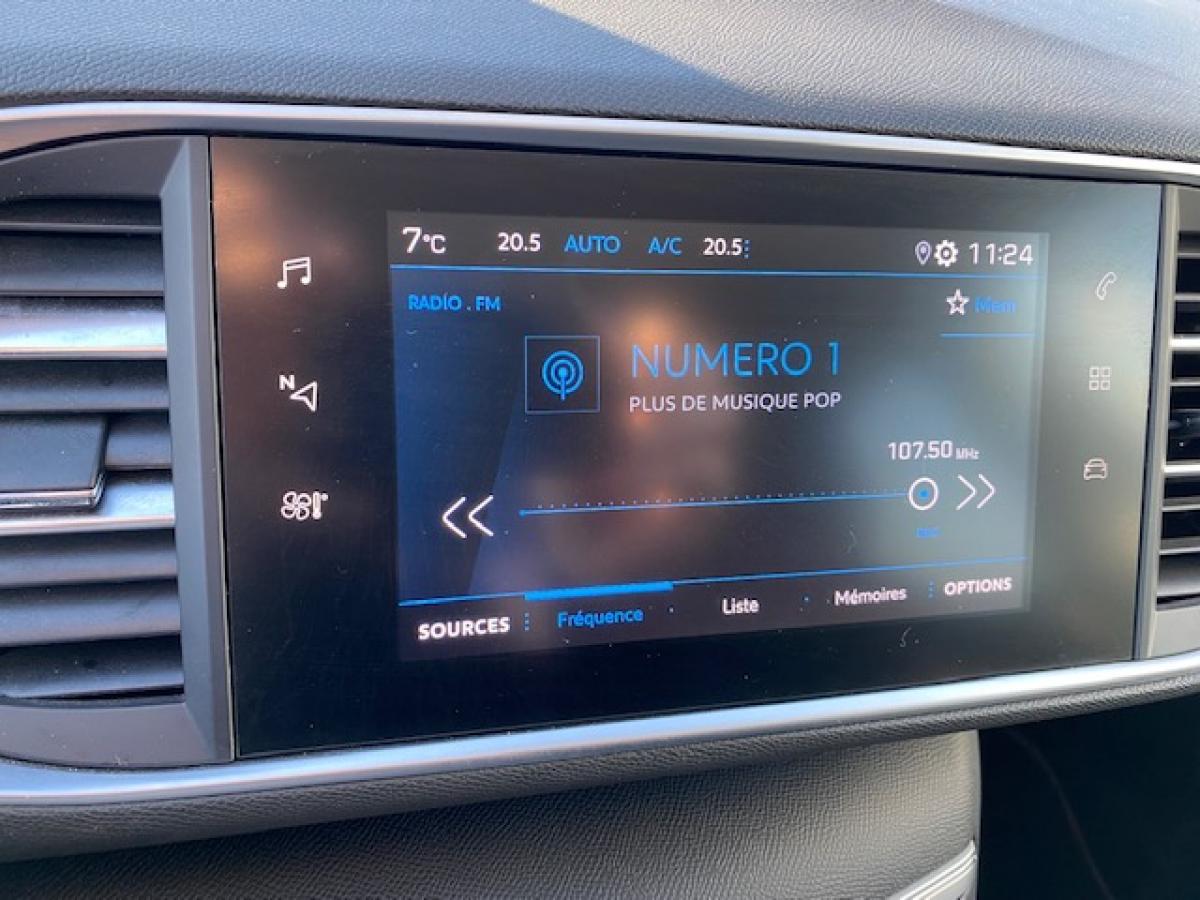 7°C 20.5 AUTO A/C 20.5 11:24
RADIO . FM Mem
NUMERO 1
PLUS DE MUSIQUE POP
107.50 MHz
N
SOURCES Fréquence Liste Mémoires OPTIONS